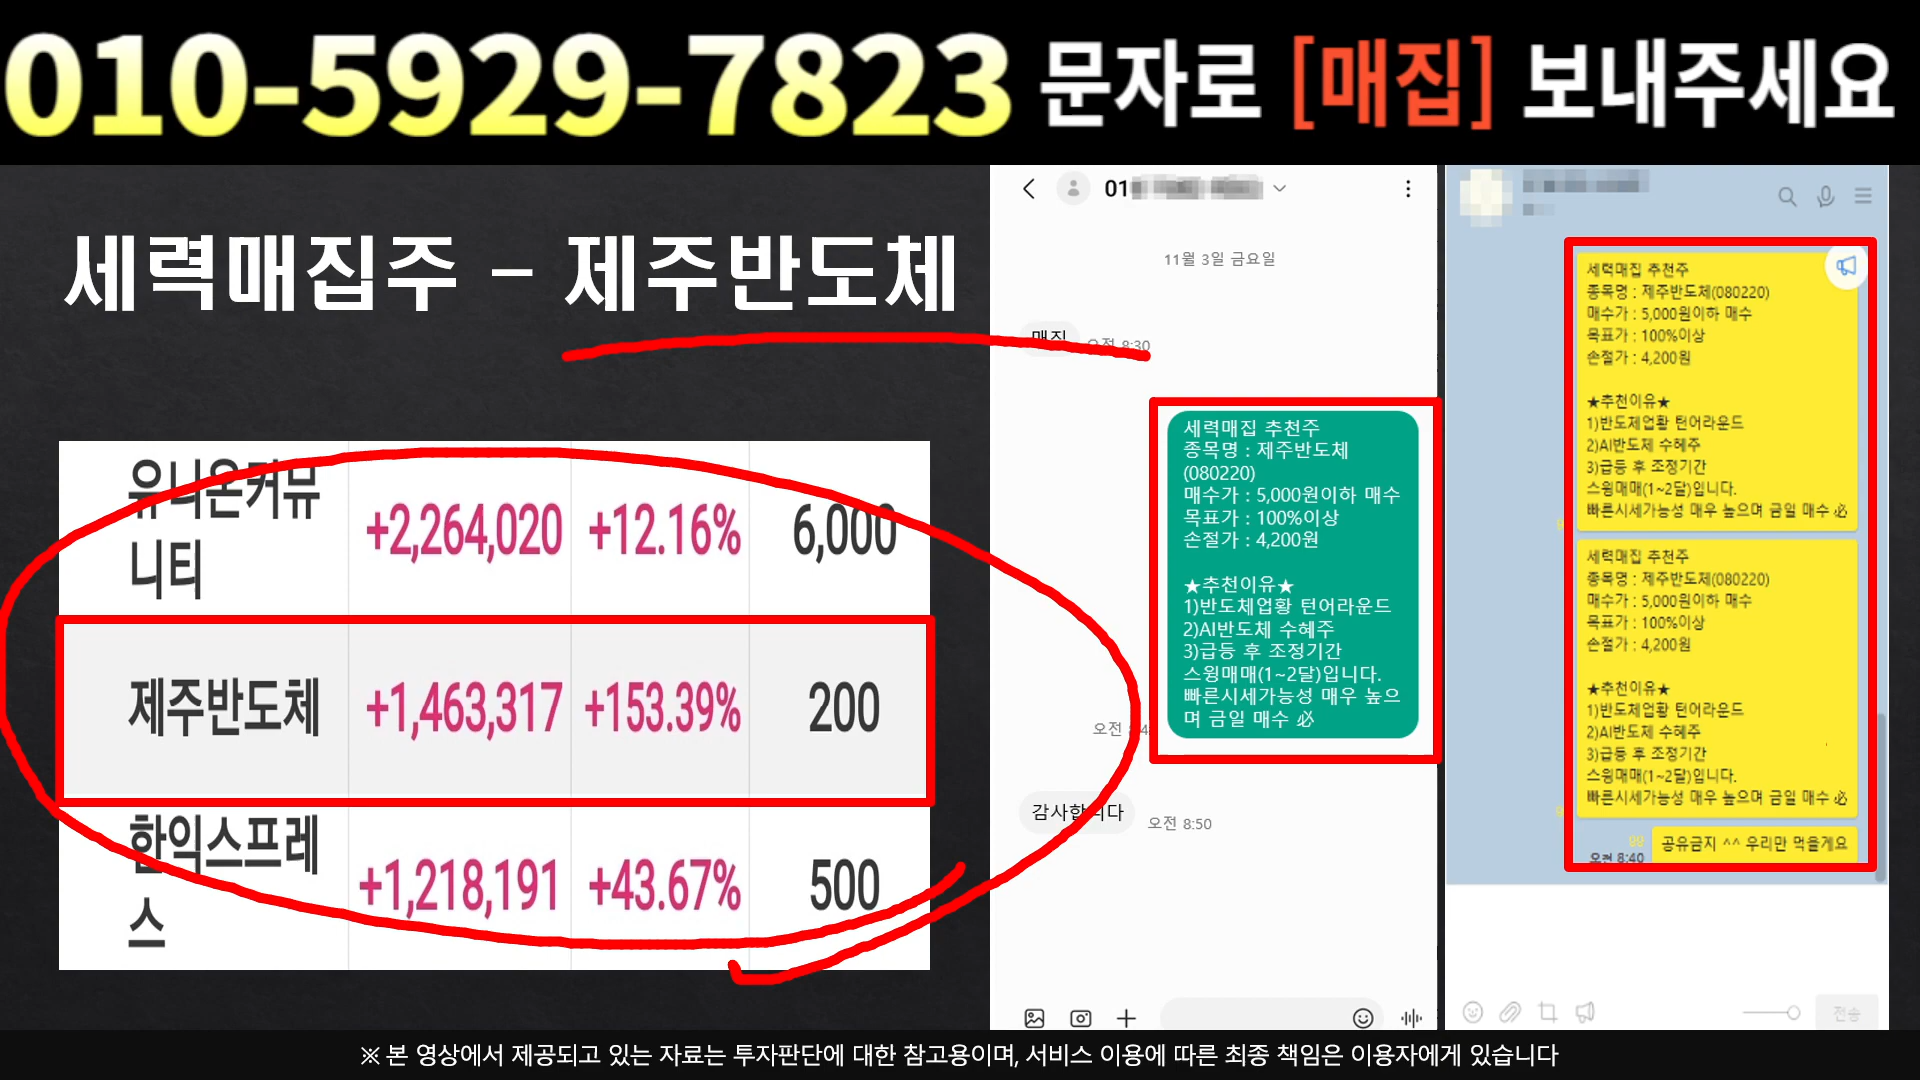 010-5929-7823 문자로 [매집] 보내주세요
세력매집주 - 제주반도체
유니온커뮤
니티
+2,264,020 +12.16% 6,000
제주반도체 +1,463,317 +153.39% 200
한익스프레
스
+1,218,191 +43.67% 500
01
11월 3일 금요일
매집
오전 8:30
세력매집 추천주
종목명 : 제주반도체
(080220)
매수가 : 5,000원이하 매수
목표가 : 100%이상
손절가 : 4,200원
★추천이유★
1)반도체업황 턴어라운드
2)AI반도체 수혜주
3)급등 후 조정기간
스윙매매(1~2달)입니다.
빠른시세가능성 매우 높으
며 금일 매수 必
오전
감사합니다
오전 8:50
세력매집 추천주
종목명 : 제주반도체(080220)
매수가 : 5,000원이하 매수
목표가 : 100%이상
손절가 : 4,200원
★추천이유★
1)반도체업황 턴어라운드
2)AI반도체 수혜주
3)급등 후 조정기간
스윙매매(1~2달)입니다.
빠른시세가능성 매우 높으며 금일 매수 必
세력매집 추천주
종목명 : 제주반도체(080220)
매수가 : 5,000원이하 매수
목표가 : 100%이상
손절가 : 4,200원
★추천이유★
1)반도체업황 턴어라운드
2)AI반도체 수혜주
3)급등 후 조정기간
스윙매매(1~2달)입니다.
빠른시세가능성 매우 높으며 금일 매수 必
공유금지 ^^ 우리만 먹을게요
오전 8:40
전송
※ 본 영상에서 제공되고 있는 자료는 투자판단에 대한 참고용이며, 서비스 이용에 따른 최종 책임은 이용자에게 있습니다